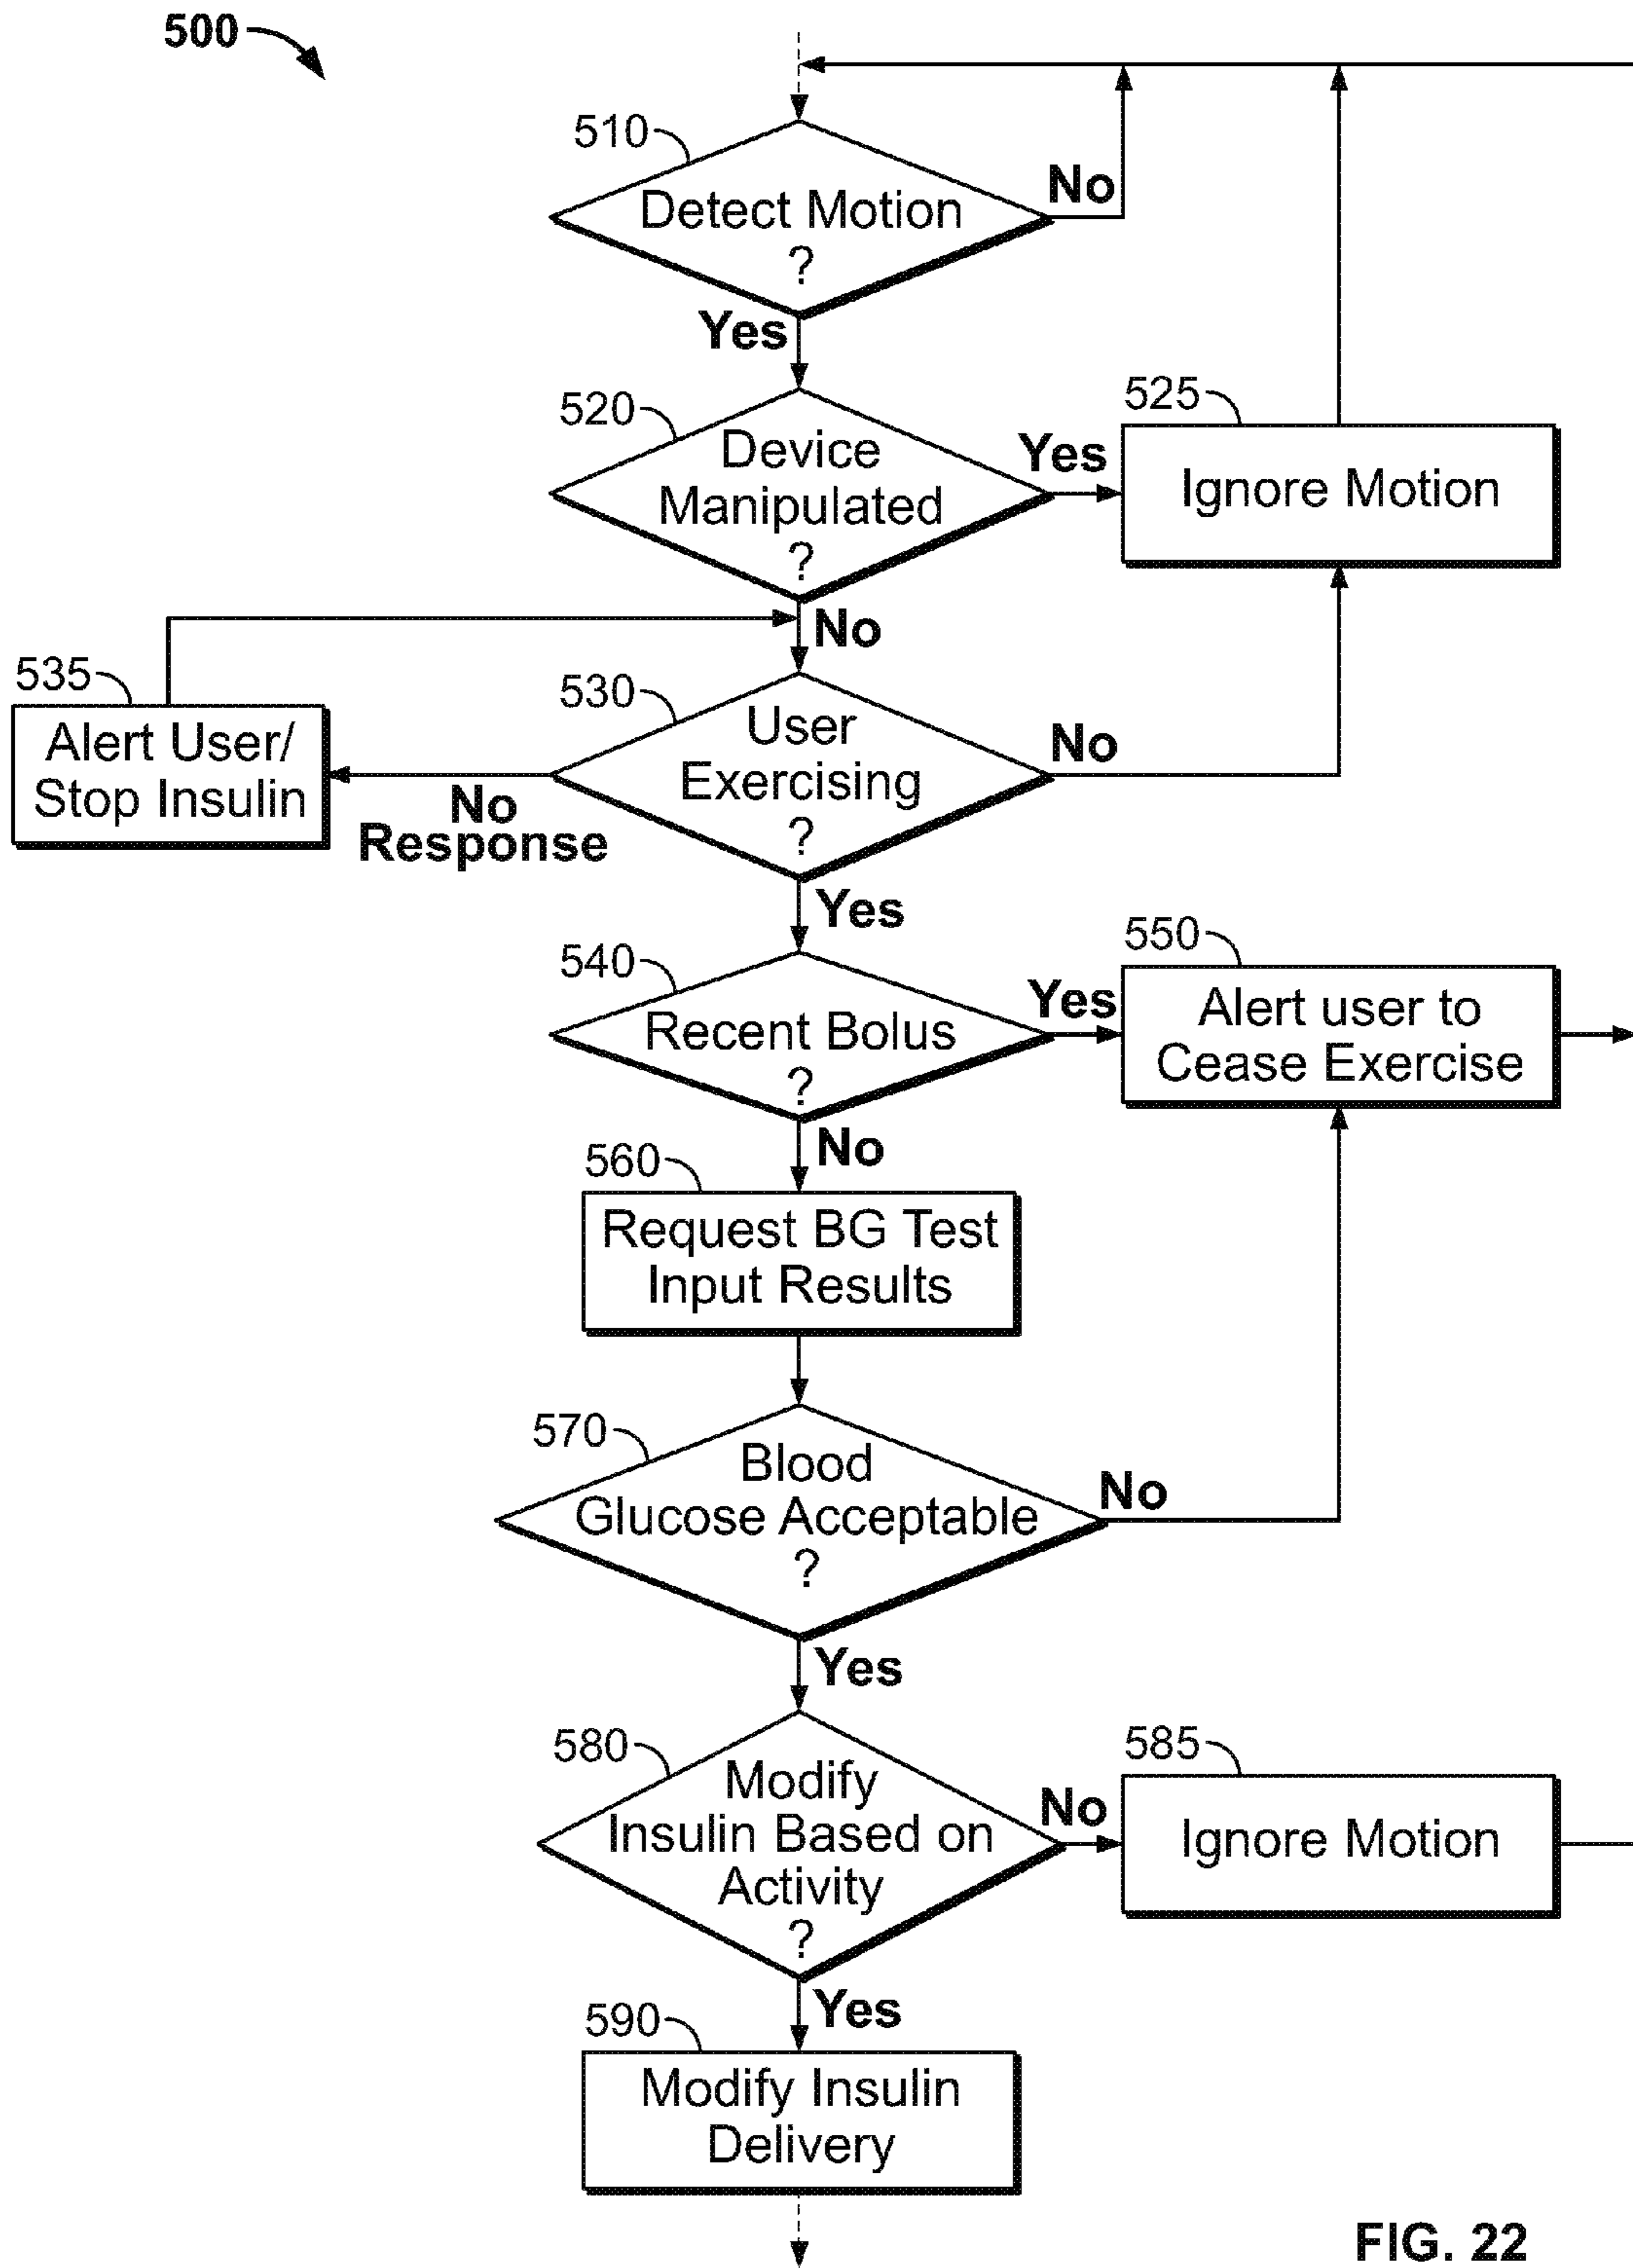 500
510
Detect Motion
?
No
Yes
520
Device
Manipulated
?
Yes
525
Ignore Motion
No
535
Alert User/
Stop Insulin
530
User
Exercising
?
No
No
Response
Yes
540
Recent Bolus
?
Yes
550
Alert user to
Cease Exercise
No
560
Request BG Test
Input Results
570
Blood
Glucose Acceptable
?
No
Yes
580
Modify
Insulin Based on
Activity
?
No
585
Ignore Motion
Yes
590
Modify Insulin
Delivery
FIG. 22